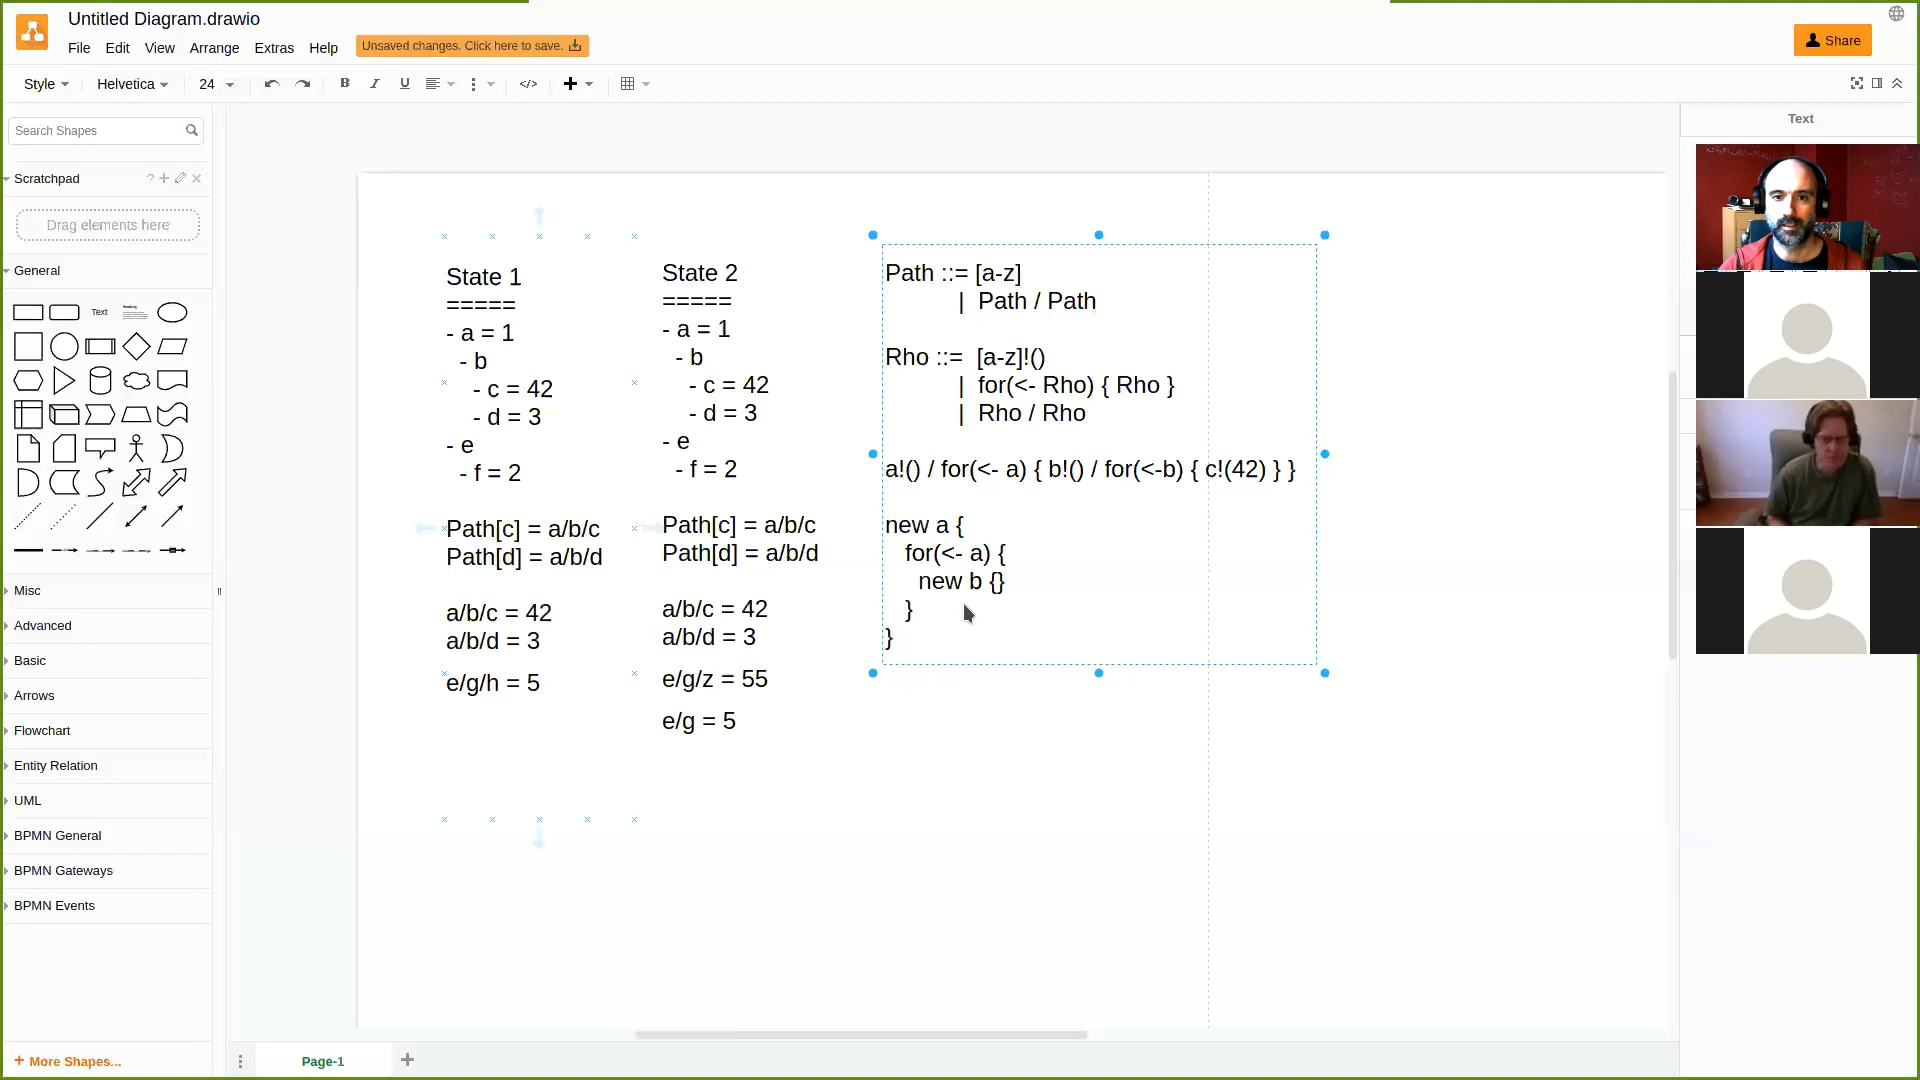 Untitled Diagram.drawio
File Edit View Arrange Extras Help Unsaved changes. Click here to save.
Share
Style Helvetica 24 B I U </> +
Search Shapes
Scratchpad ?
Drag elements here
General
Text
Misc
Advanced
Basic
Arrows
Flowchart
Entity Relation
UML
BPMN General
BPMN Gateways
BPMN Events
+ More Shapes...
State 1
=====
- a = 1
- b
- c = 42
- d = 3
- e
- f = 2
Path[c] = a/b/c
Path[d] = a/b/d
a/b/c = 42
a/b/d = 3
e/g/h = 5
State 2
=====
- a = 1
- b
- c = 42
- d = 3
- e
- f = 2
Path[c] = a/b/c
Path[d] = a/b/d
a/b/c = 42
a/b/d = 3
e/g/z = 55
e/g = 5
Path ::= [a-z]
| Path / Path
Rho ::= [a-z]!()
| for(<- Rho) { Rho }
| Rho / Rho
a!() / for(<- a) { b!() / for(<-b) { c!(42) } }
new a {
for(<- a) {
new b {}
}
}
Text
Page-1